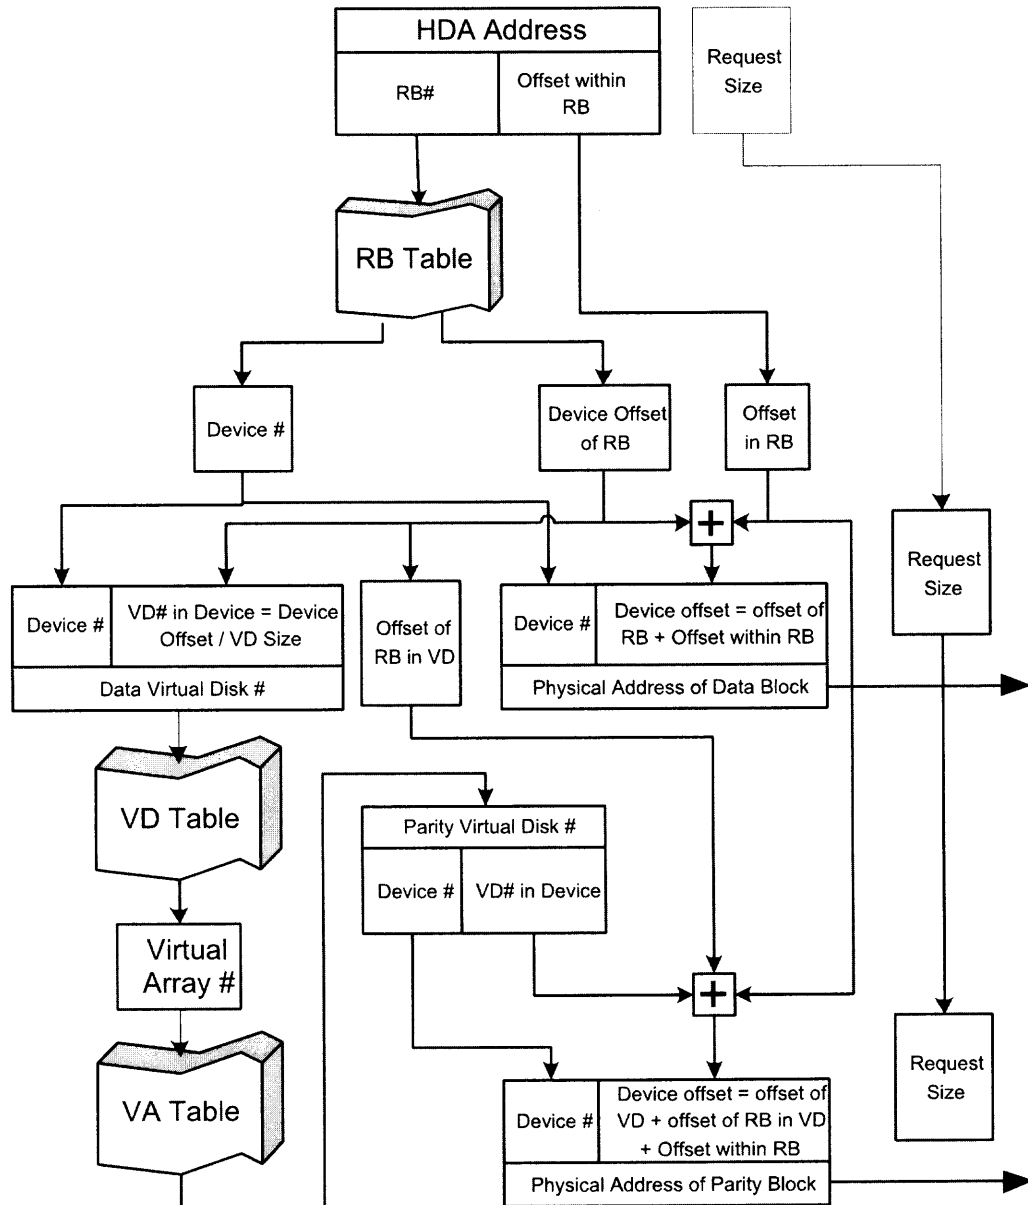 HDA Address
RB#
Offset within
RB
Request
Size
RB Table
Device #
Device Offset
of RB
Offset
in RB
+
Device #
VD# in Device = Device
Offset / VD Size
Data Virtual Disk #
Offset of
RB in VD
Device #
Device offset = offset of
RB + Offset within RB
Physical Address of Data Block
Request
Size
VD Table
Parity Virtual Disk #
Device #
VD# in Device
Virtual
Array #
+
VA Table
Device #
Device offset = offset of
VD + offset of RB in VD
+ Offset within RB
Physical Address of Parity Block
Request
Size